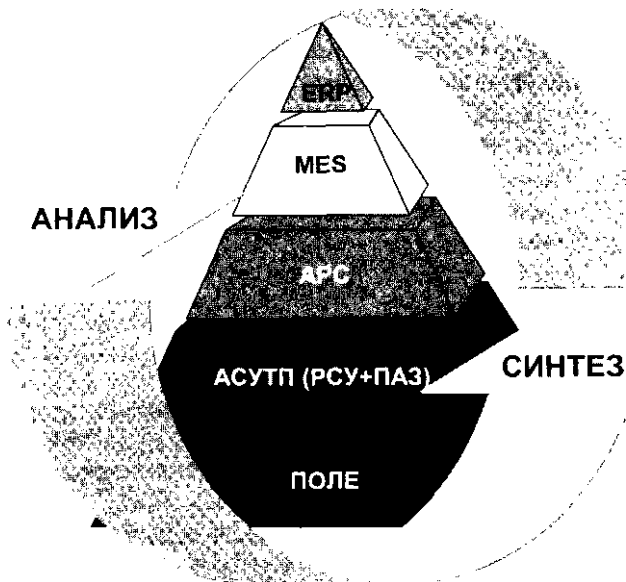 ERP
MES
АНАЛИЗ
APC
АСУТП (РСУ+ПАЗ)
СИНТЕЗ
ПОЛЕ